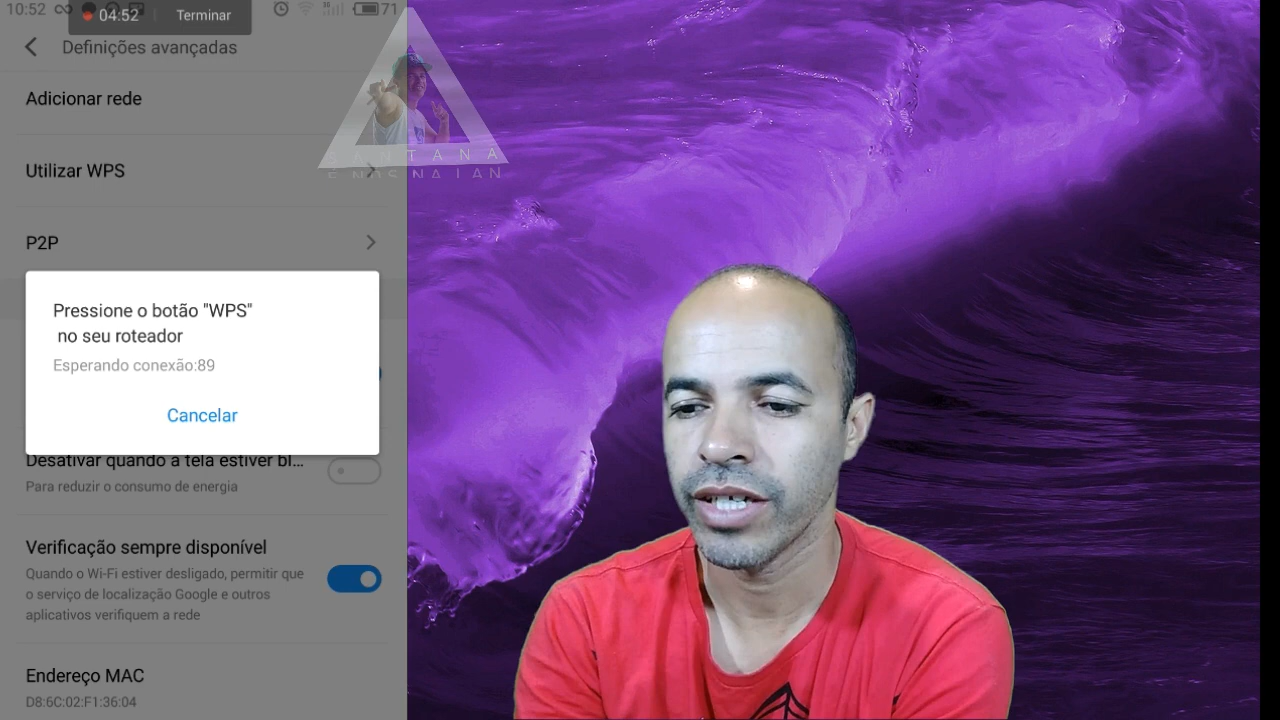 10:52
04:52
Terminar
71
Definições avançadas
Adicionar rede
Utilizar WPS
SANTANA
P2P
Pressione o botão "WPS"
no seu roteador
Esperando conexão:89
Cancelar
Desativar quando a tela estiver bl...
Para reduzir o consumo de energia
Verificação sempre disponível
Quando o Wi-Fi estiver desligado, permitir que
o serviço de localização Google e outros
aplicativos verifiquem a rede
Endereço MAC
D8:6C:02:F1:36:04